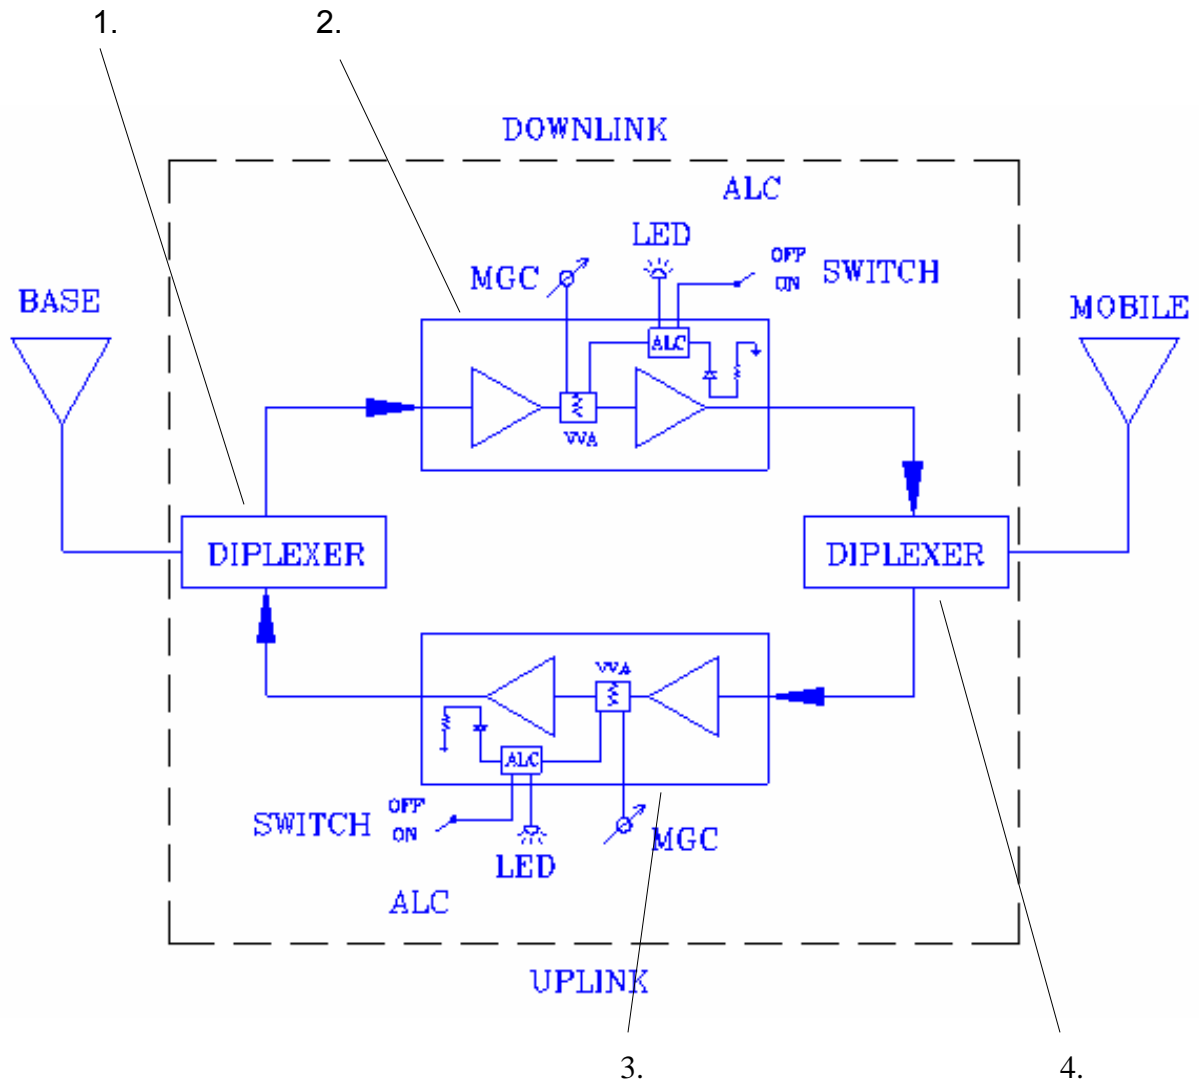 1. 2.
DOWNLINK
ALC
LED
OFF
MGC ON SWITCH
BASE MOBILE
ALC
VVA
DIPLEXER DIPLEXER
VVA
ALC
OFF
SWITCH ON MGC
LED
ALC
UPLINK
3. 4.